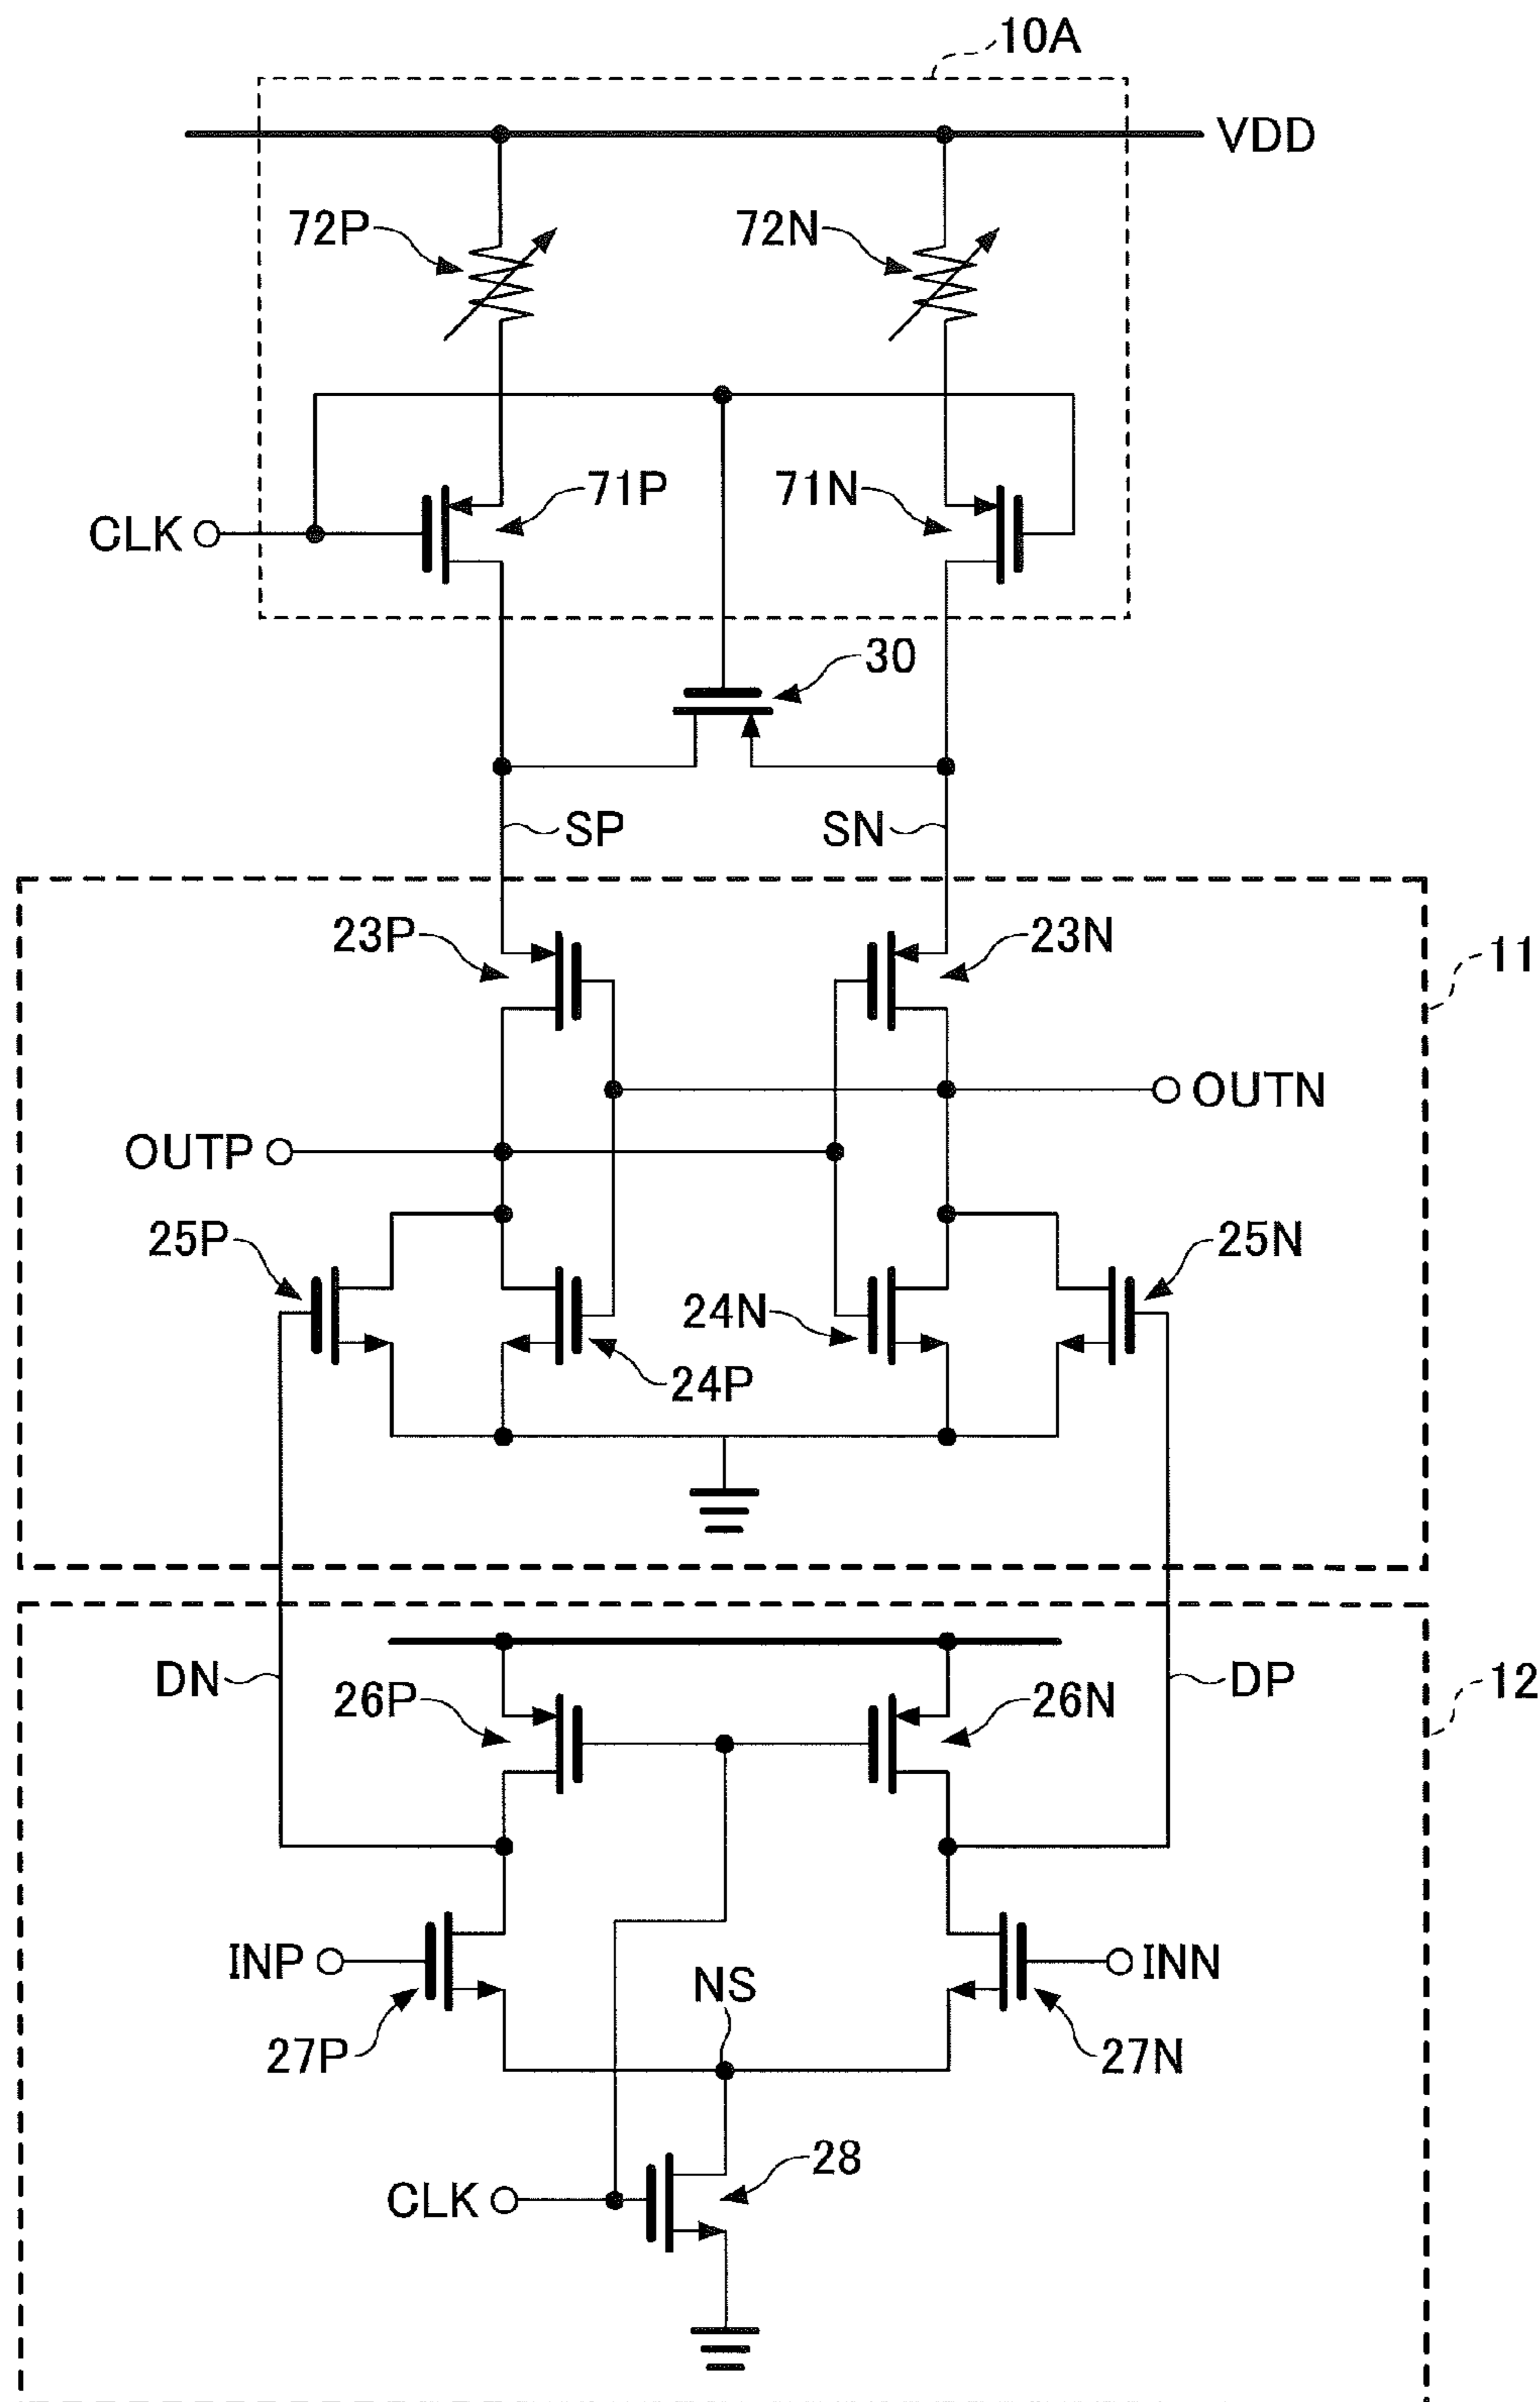 10A
VDD
72P
72N
71P
71N
CLK
30
SP
SN
23P
23N
11
OUTN
OUTP
25P
25N
24N
24P
DN
DP
26P
26N
12
INP
INN
NS
27P
27N
28
CLK